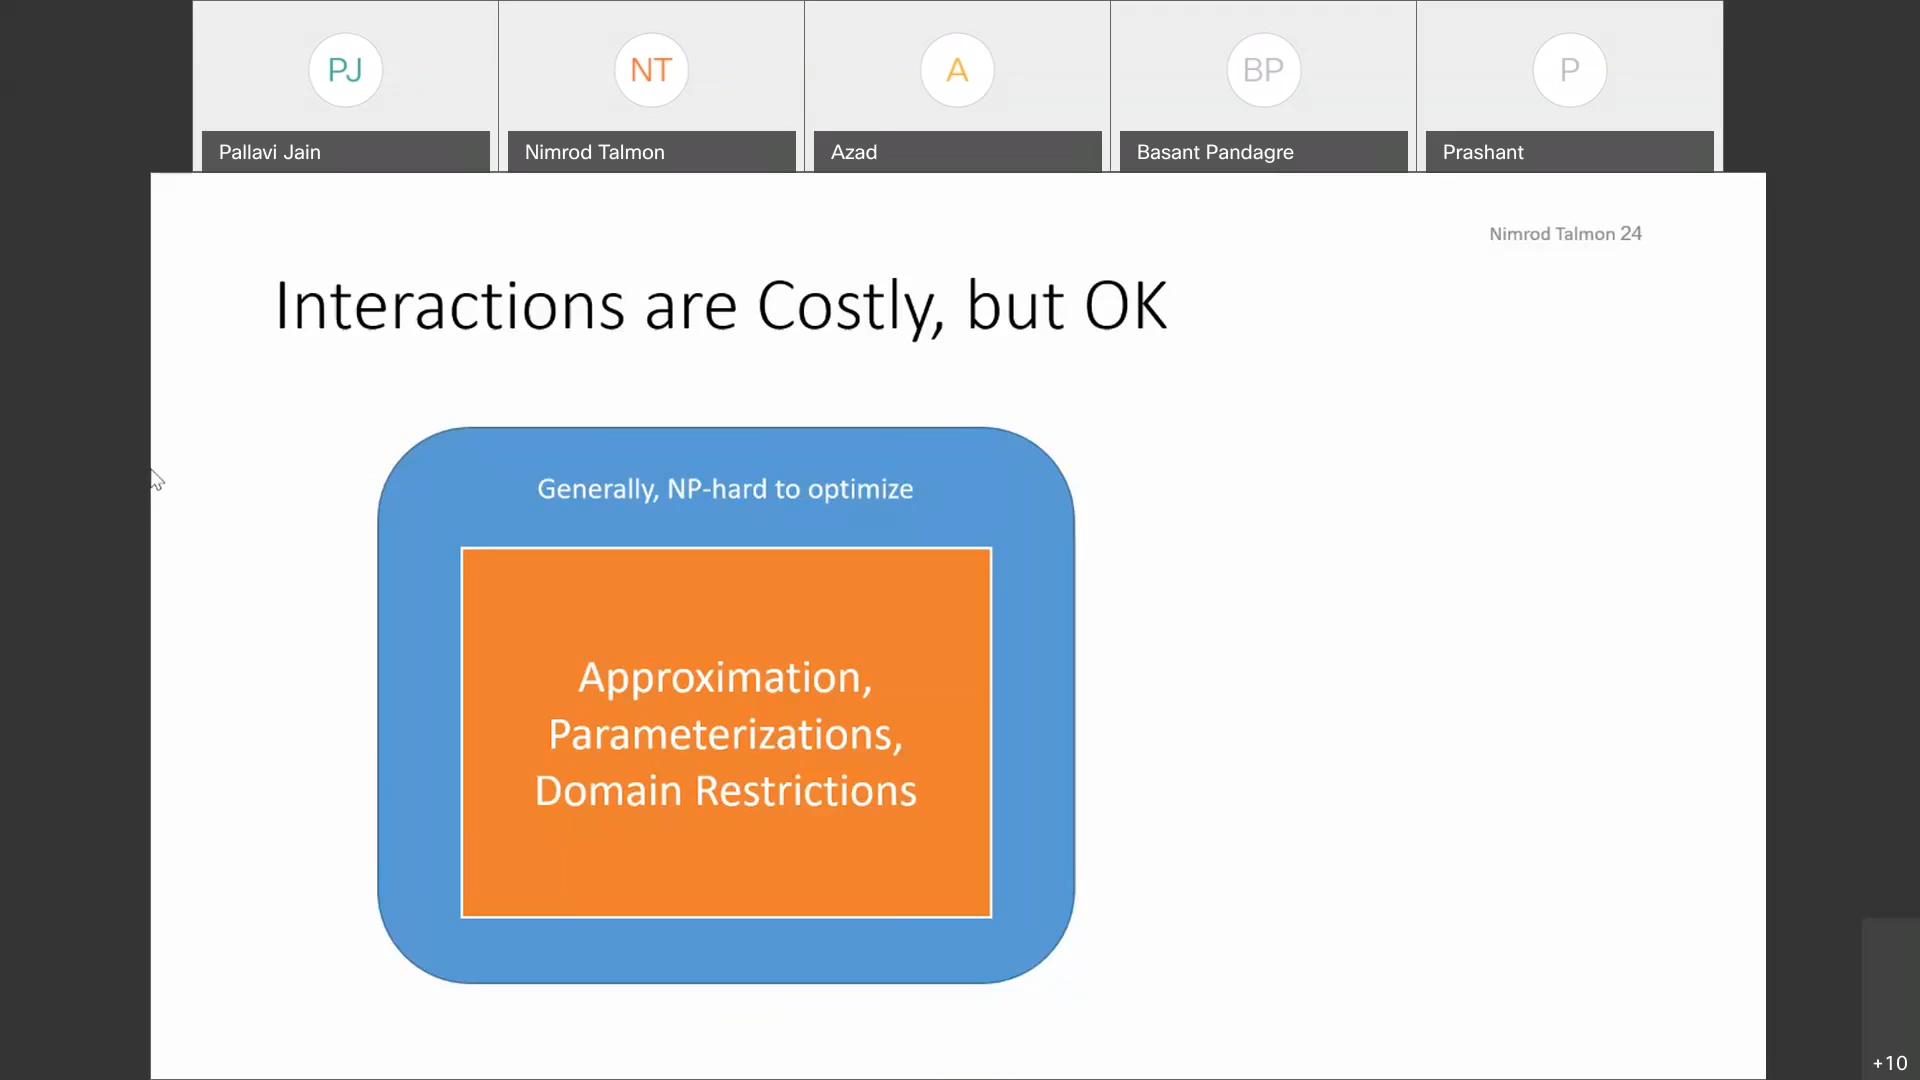 PJ
NT
A
BP
P
Pallavi Jain
Nimrod Talmon
Azad
Basant Pandagre
Prashant
Nimrod Talmon 24
Interactions are Costly, but OK
Generally, NP-hard to optimize
Approximation,
Parameterizations,
Domain Restrictions
+10